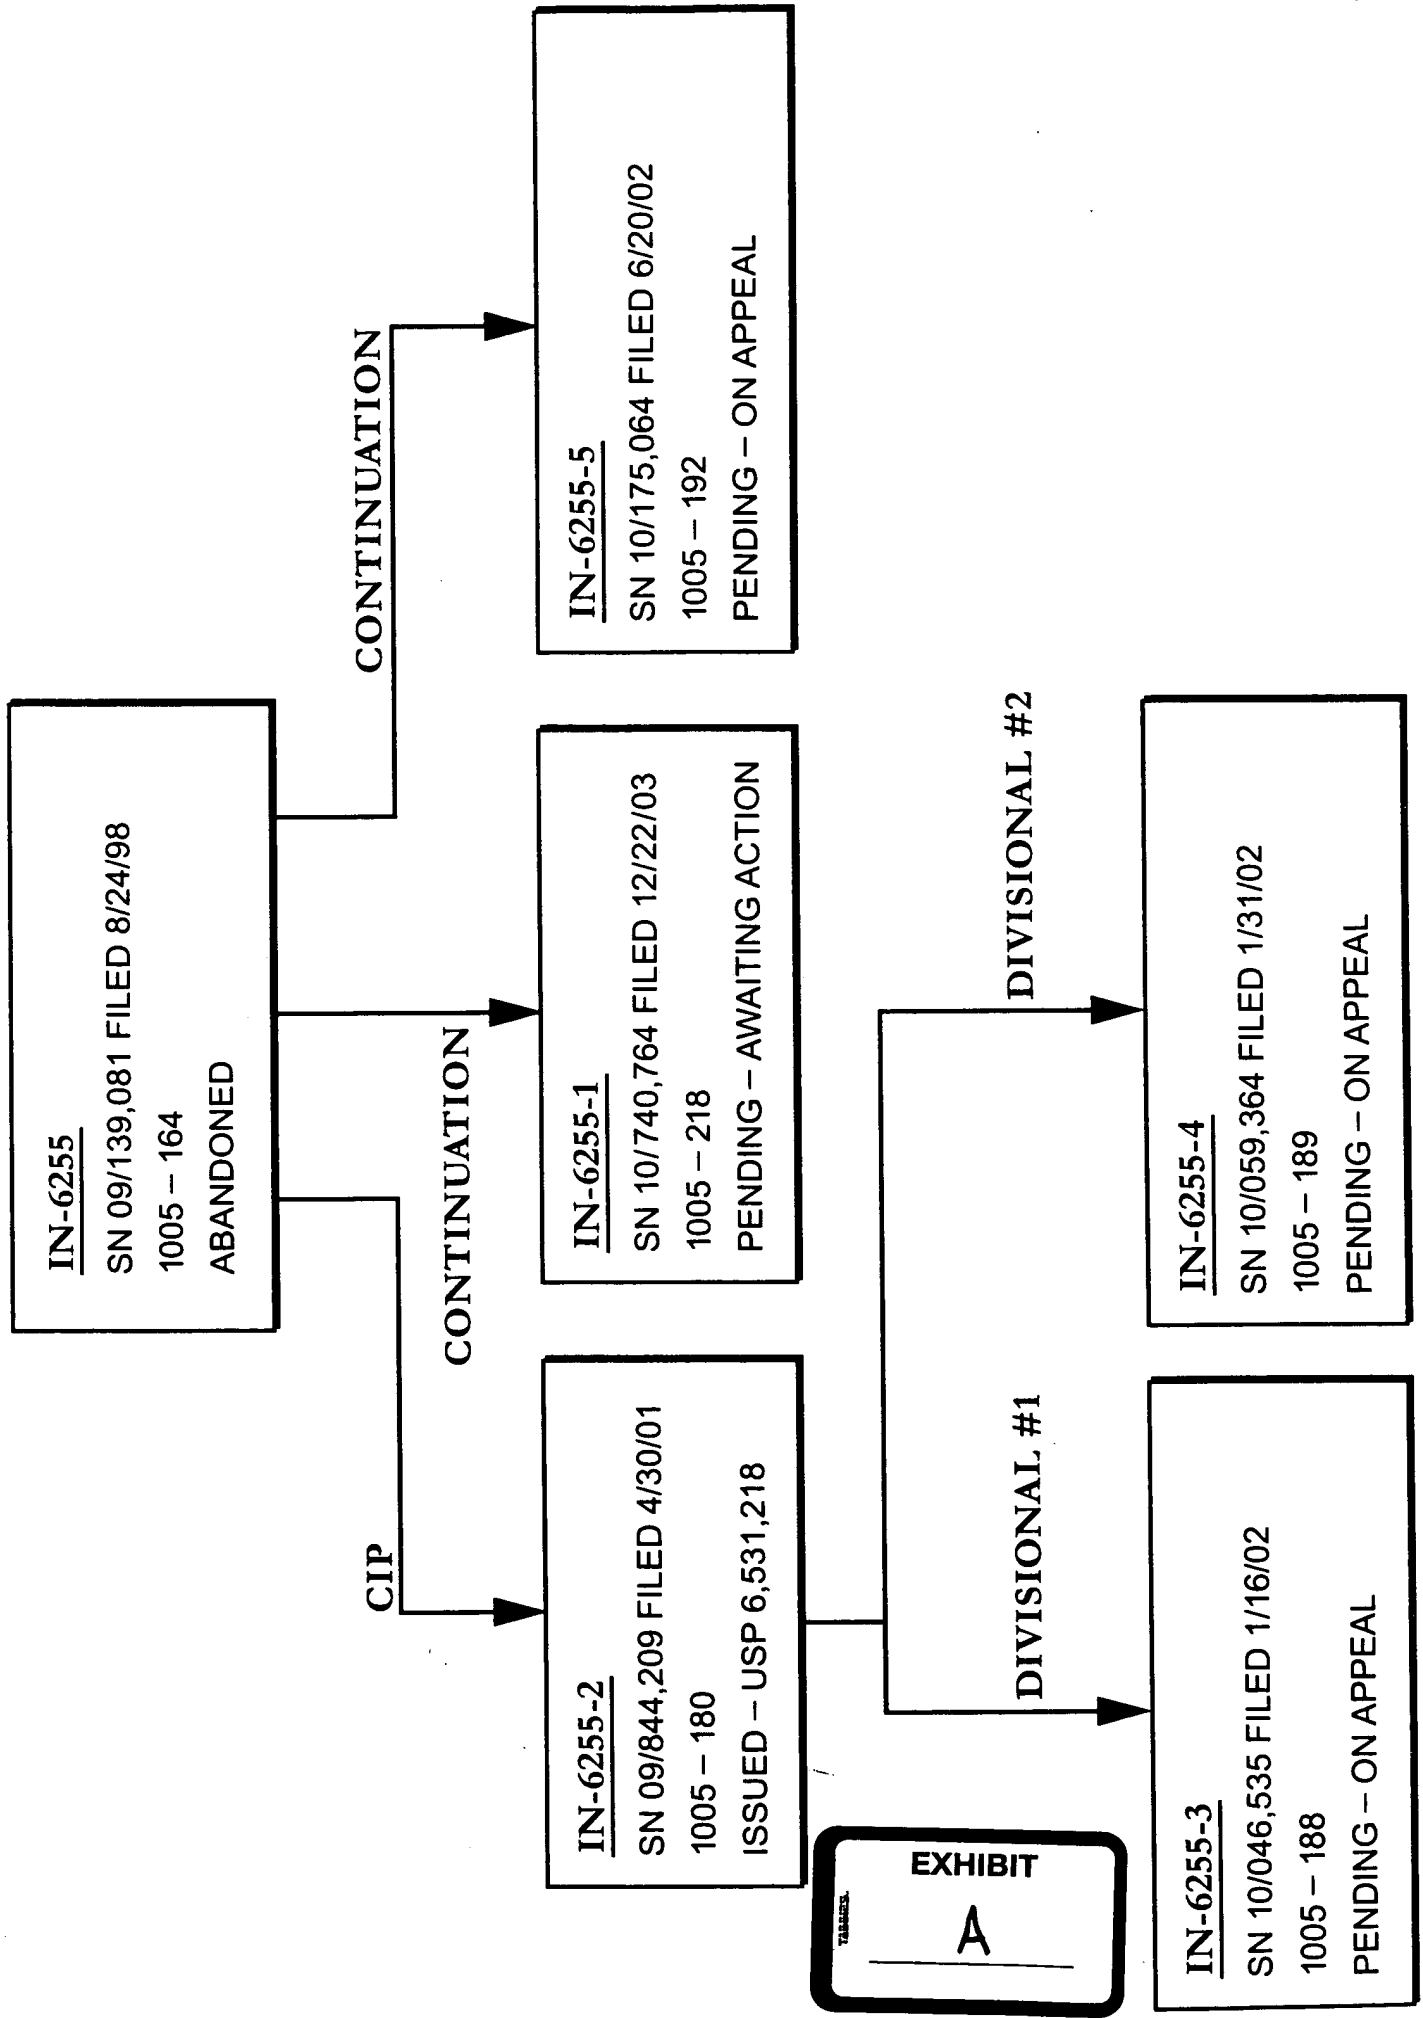 IN-6255
SN 09/139,081 FILED 8/24/98
1005 – 164
ABANDONED
CIP
CONTINUATION
CONTINUATION
IN-6255-2
SN 09/844,209 FILED 4/30/01
1005 – 180
ISSUED – USP 6,531,218
IN-6255-1
SN 10/740,764 FILED 12/22/03
1005 – 218
PENDING – AWAITING ACTION
IN-6255-5
SN 10/175,064 FILED 6/20/02
1005 – 192
PENDING – ON APPEAL
DIVISIONAL #1
DIVISIONAL #2
IN-6255-3
SN 10/046,535 FILED 1/16/02
1005 – 188
PENDING – ON APPEAL
IN-6255-4
SN 10/059,364 FILED 1/31/02
1005 – 189
PENDING – ON APPEAL
EXHIBIT
A